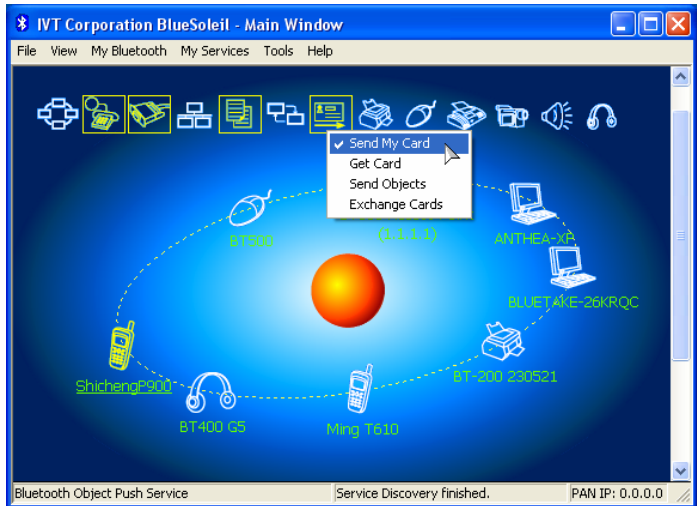 IVT Corporation BlueSoleil - Main Window
File View My Bluetooth My Services Tools Help
Send My Card
Get Card
Send Objects
Exchange Cards
BT500
(1.1.1.1)
ANTHEA-XP
BLUETAKE-26KRQC
BT-200 230521
ShichengP900
BT400 G5
Ming T610
Bluetooth Object Push Service
Service Discovery finished.
PAN IP: 0.0.0.0